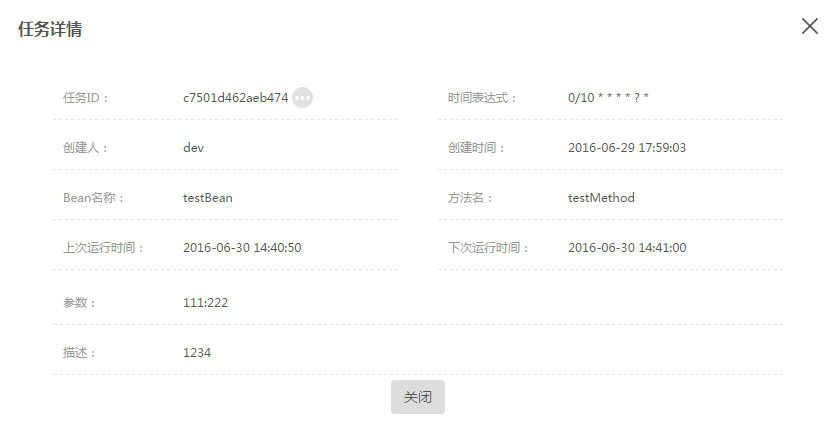 任务详情
任务ID： c7501d462aeb474 时间表达式： 0/10 * * * * ? *
创建人： dev 创建时间： 2016-06-29 17:59:03
Bean名称： testBean 方法名： testMethod
上次运行时间： 2016-06-30 14:40:50 下次运行时间： 2016-06-30 14:41:00
参数： 111:222
描述： 1234
关闭